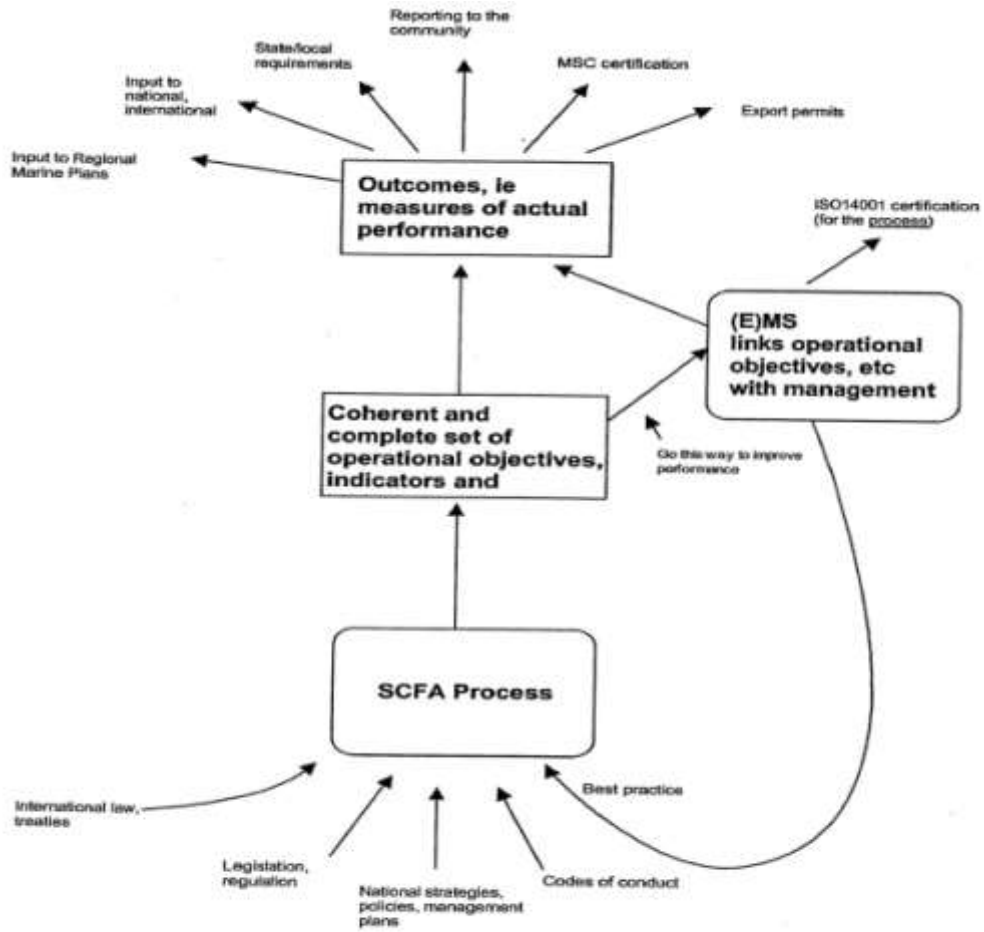 Reporting to the
community
State/local
requirements
MSC certification
Input to
national,
international
Export permits
Input to Regional
Marine Plans
Outcomes, ie
measures of actual
performance
ISO14001 certification
(for the process)
(E)MS
links operational
objectives, etc
with management
Coherent and
complete set of
operational objectives,
indicators and
Go this way to improve
performance
SCFA Process
Best practice
International law,
treaties
Legislation,
regulation
National strategies,
policies, management
plans
Codes of conduct